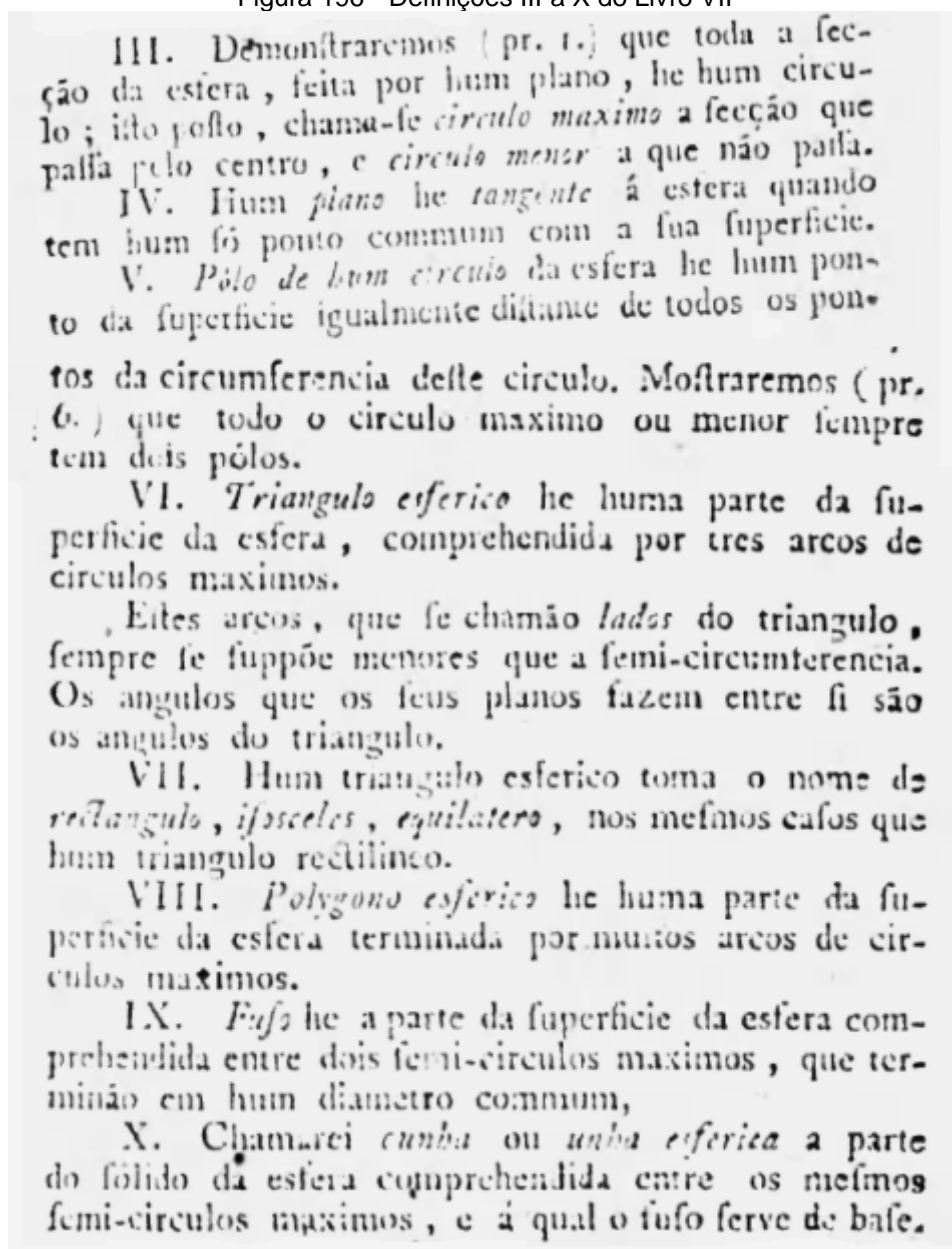 Figura 196 - Definições III a X do Livro VII
III. Demonſtraremos ( pr. 1.) que toda a ſec-
ção da esfera , feita por hum plano , he hum circu-
lo ; iſto poſto , chama-ſe circulo maximo a ſecção que
paſſa pelo centro , e circulo menor a que não paſſa.
IV. Hum plano he tangente á esfera quando
tem hum ſó ponto commum com a ſua ſuperficie.
V. Pólo de hum circulo da esfera he hum pon-
to da ſuperficie igualmente diſtante de todos os pon-
tos da circumferencia deſte circulo. Moſtraremos ( pr.
6. ) que todo o circulo maximo ou menor ſempre
tem dois pólos.
VI. Triangulo esferico he huma parte da ſu-
perficie da esfera , comprehendida por tres arcos de
circulos maximos.
Eſtes arcos , que ſe chamão lados do triangulo ,
ſempre ſe ſuppõe menores que a ſemi-circumferencia.
Os angulos que os ſeus planos fazem entre ſi são
os angulos do triangulo.
VII. Hum triangulo esferico toma o nome de
rectangulo , iſosceles , equilatero , nos meſmos caſos que
hum triangulo rectilineo.
VIII. Polygono esferico he huma parte da ſu-
perficie da esfera terminada por muitos arcos de cir-
culos maximos.
IX. Fuſo he a parte da ſuperficie da esfera com-
prehendida entre dois ſemi-circulos maximos , que ter-
minão em hum diametro commum,
X. Chamarei cunha ou unha esferica a parte
do ſólido da esfera comprehendida entre os meſmos
ſemi-circulos maximos , e á qual o fuſo ſerve de baſe.